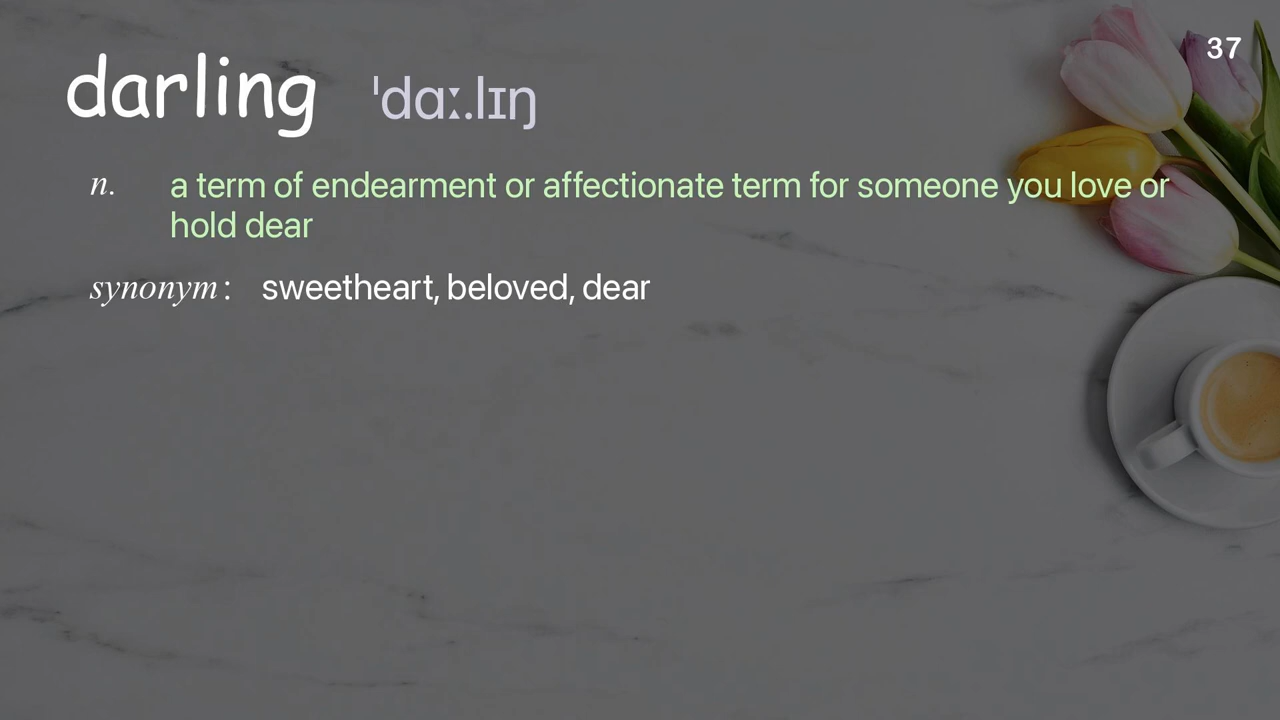 37
darling ˈdɑː.lɪŋ
n. a term of endearment or affectionate term for someone you love or
hold dear
synonym: sweetheart, beloved, dear